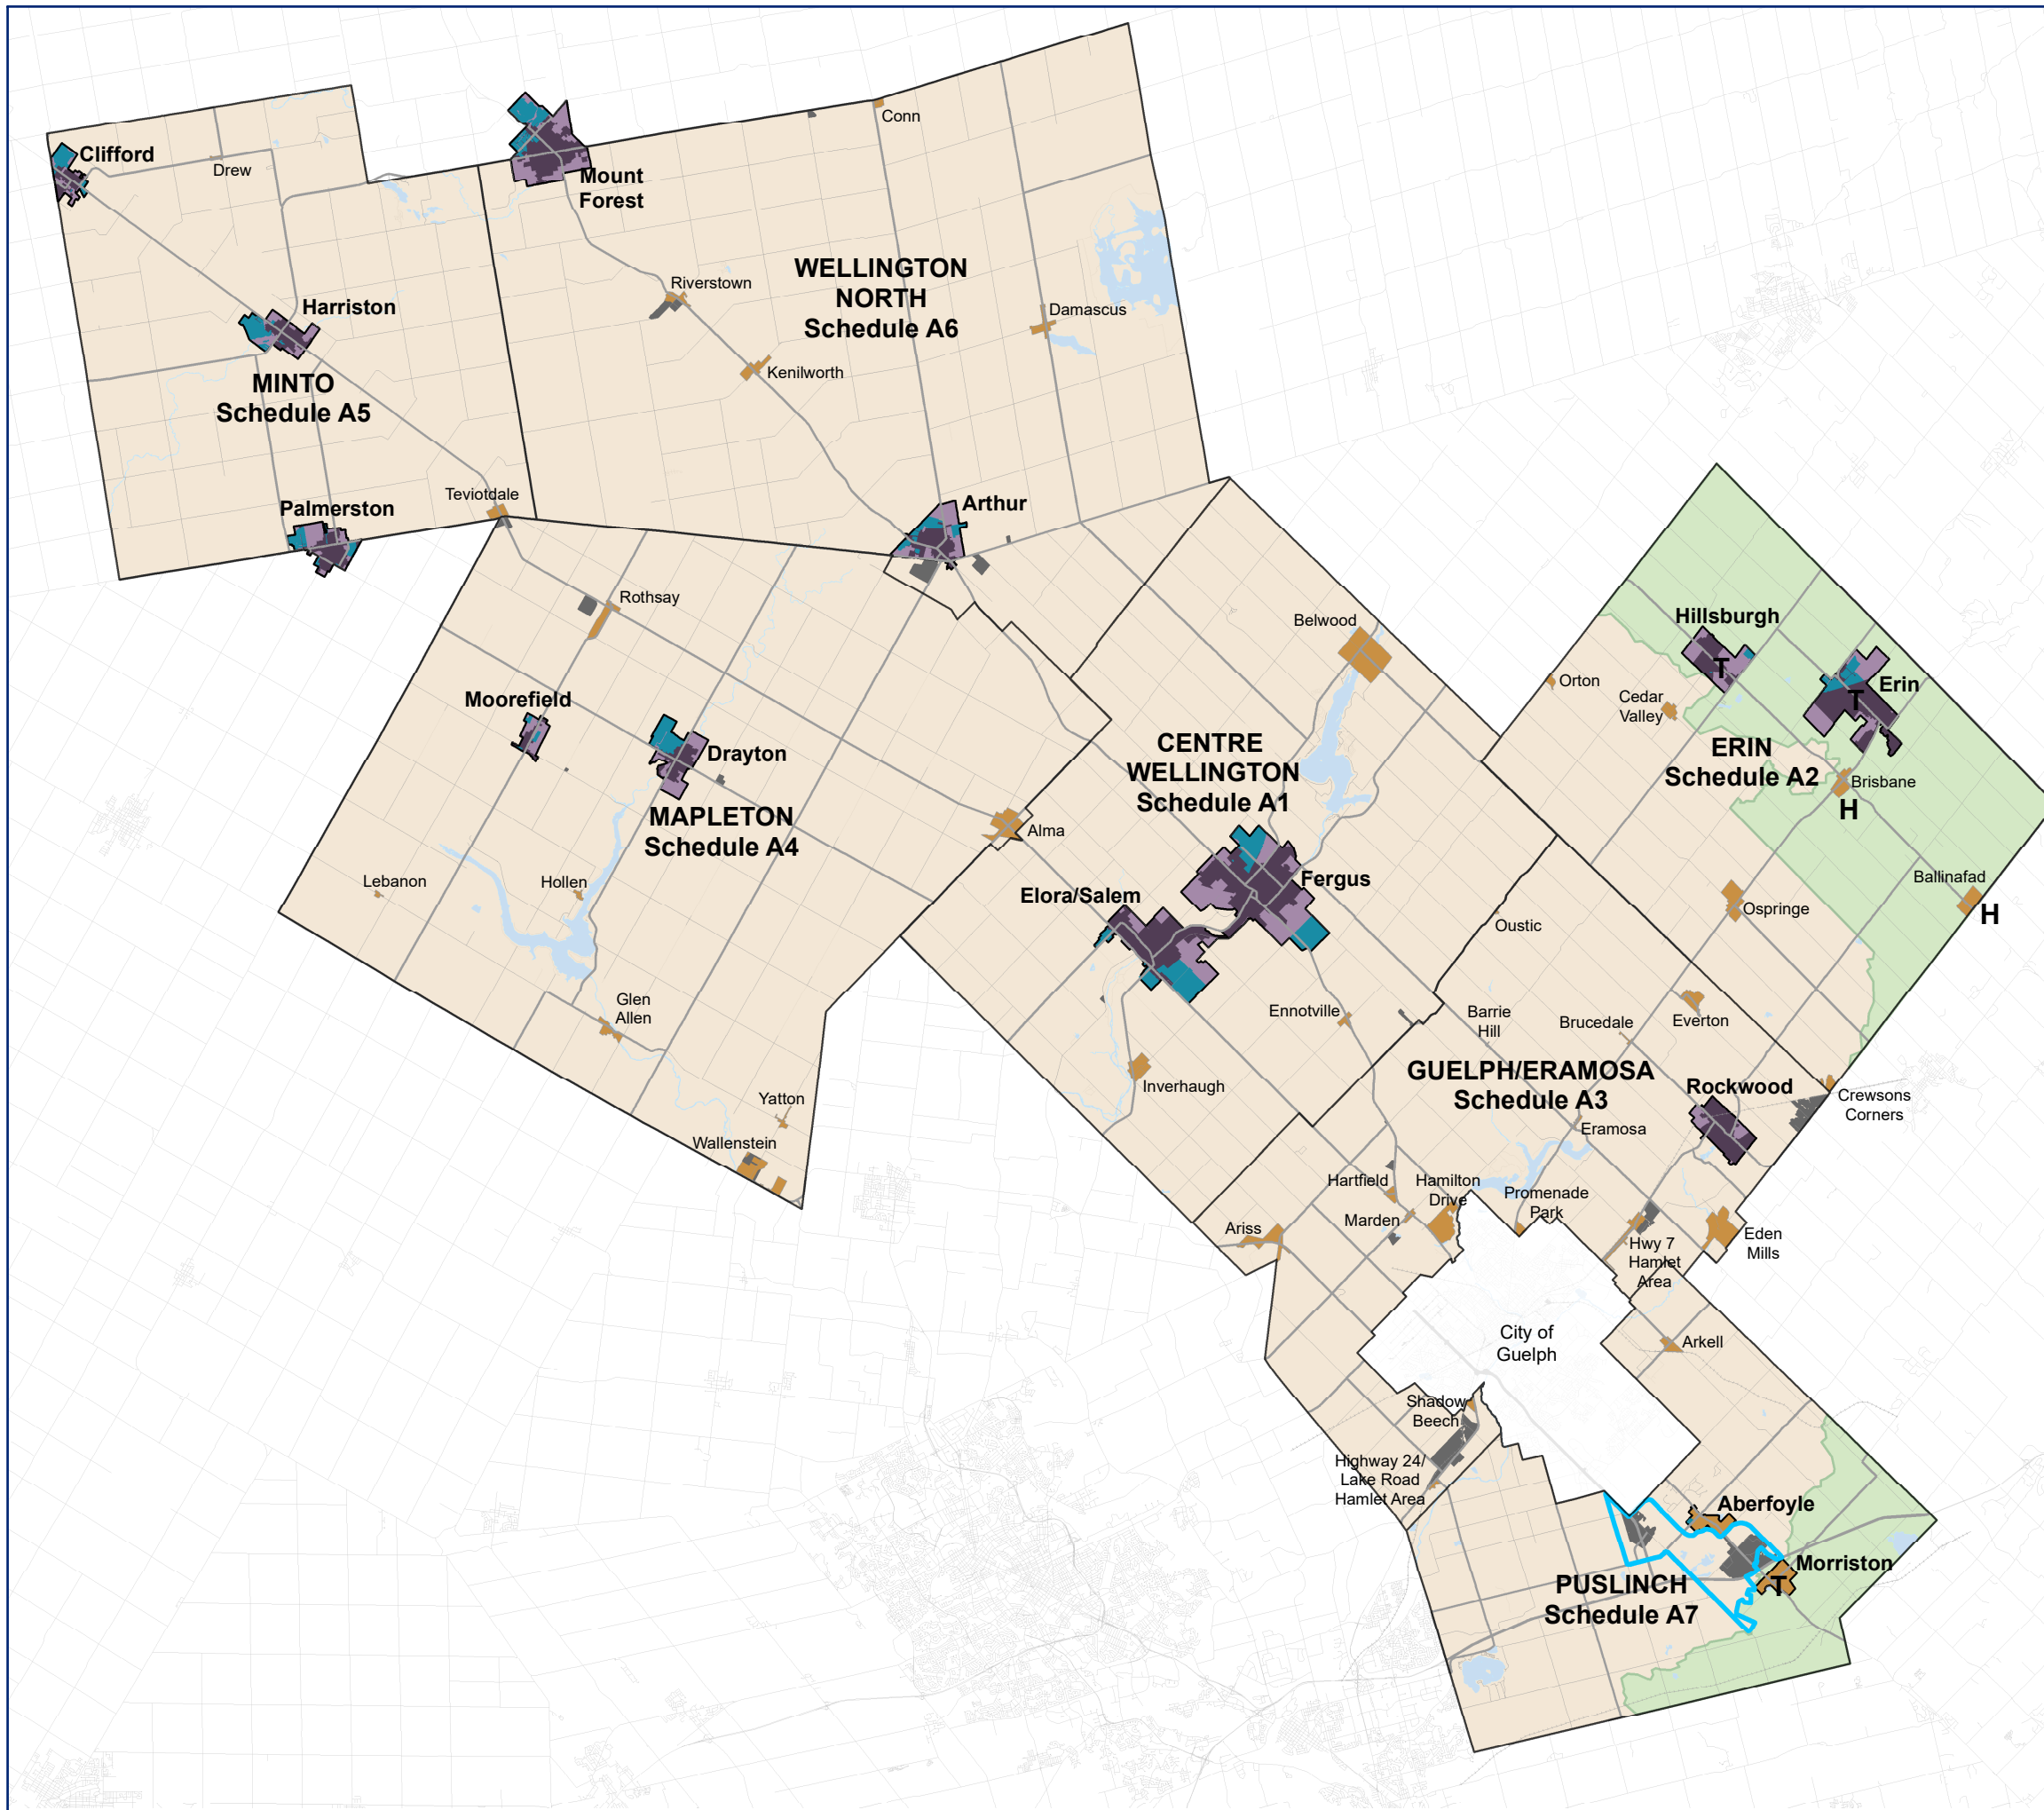 Conn
Clifford
Drew
Mount
Forest
WELLINGTON
NORTH
Schedule A6
Riverstown
Damascus
Harriston
Kenilworth
MINTO
Schedule A5
Teviotdale
Palmerston
Arthur
Rothsay
Belwood
Hillsburgh
T
Orton
Cedar
Valley
Erin
T
Moorefield
Drayton
CENTRE
WELLINGTON
Schedule A1
ERIN
Schedule A2
Brisbane
H
MAPLETON
Schedule A4
Alma
Lebanon
Hollen
Elora/Salem
Fergus
Ballinafad
H
Ospringe
Oustic
Glen
Allen
Ennotville
Barrie
Hill
Brucedale
Everton
Inverhaugh
GUELPH/ERAMOSA
Schedule A3
Rockwood
Crewsons
Corners
Yatton
Wallenstein
Eramosa
Hartfield
Hamilton
Drive
Promenade
Park
Ariss
Marden
Hwy 7
Hamlet
Area
Eden
Mills
City of
Guelph
Arkell
Shadow
Beech
Highway 24/
Lake Road
Hamlet Area
Aberfoyle
Morriston
T
PUSLINCH
Schedule A7